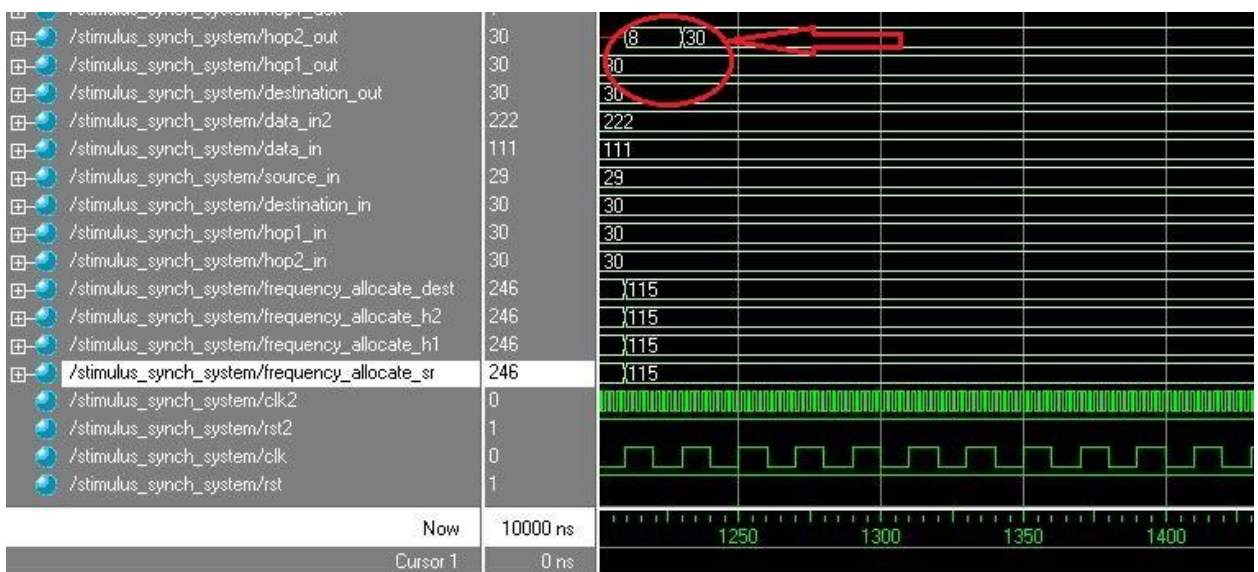 /stimulus_synch_system/hop2_out 30 8 30
/stimulus_synch_system/hop1_out 30 30
/stimulus_synch_system/destination_out 30 30
/stimulus_synch_system/data_in2 222 222
/stimulus_synch_system/data_in 111 111
/stimulus_synch_system/source_in 29 29
/stimulus_synch_system/destination_in 30 30
/stimulus_synch_system/hop1_in 30 30
/stimulus_synch_system/hop2_in 30 30
/stimulus_synch_system/frequency_allocate_dest 246 115
/stimulus_synch_system/frequency_allocate_h2 246 115
/stimulus_synch_system/frequency_allocate_h1 246 115
/stimulus_synch_system/frequency_allocate_sr 246 115
/stimulus_synch_system/clk2 0
/stimulus_synch_system/rst2 1
/stimulus_synch_system/clk 0
/stimulus_synch_system/rst 1
Now 10000 ns 1250 1300 1350 1400
Cursor 1 0 ns